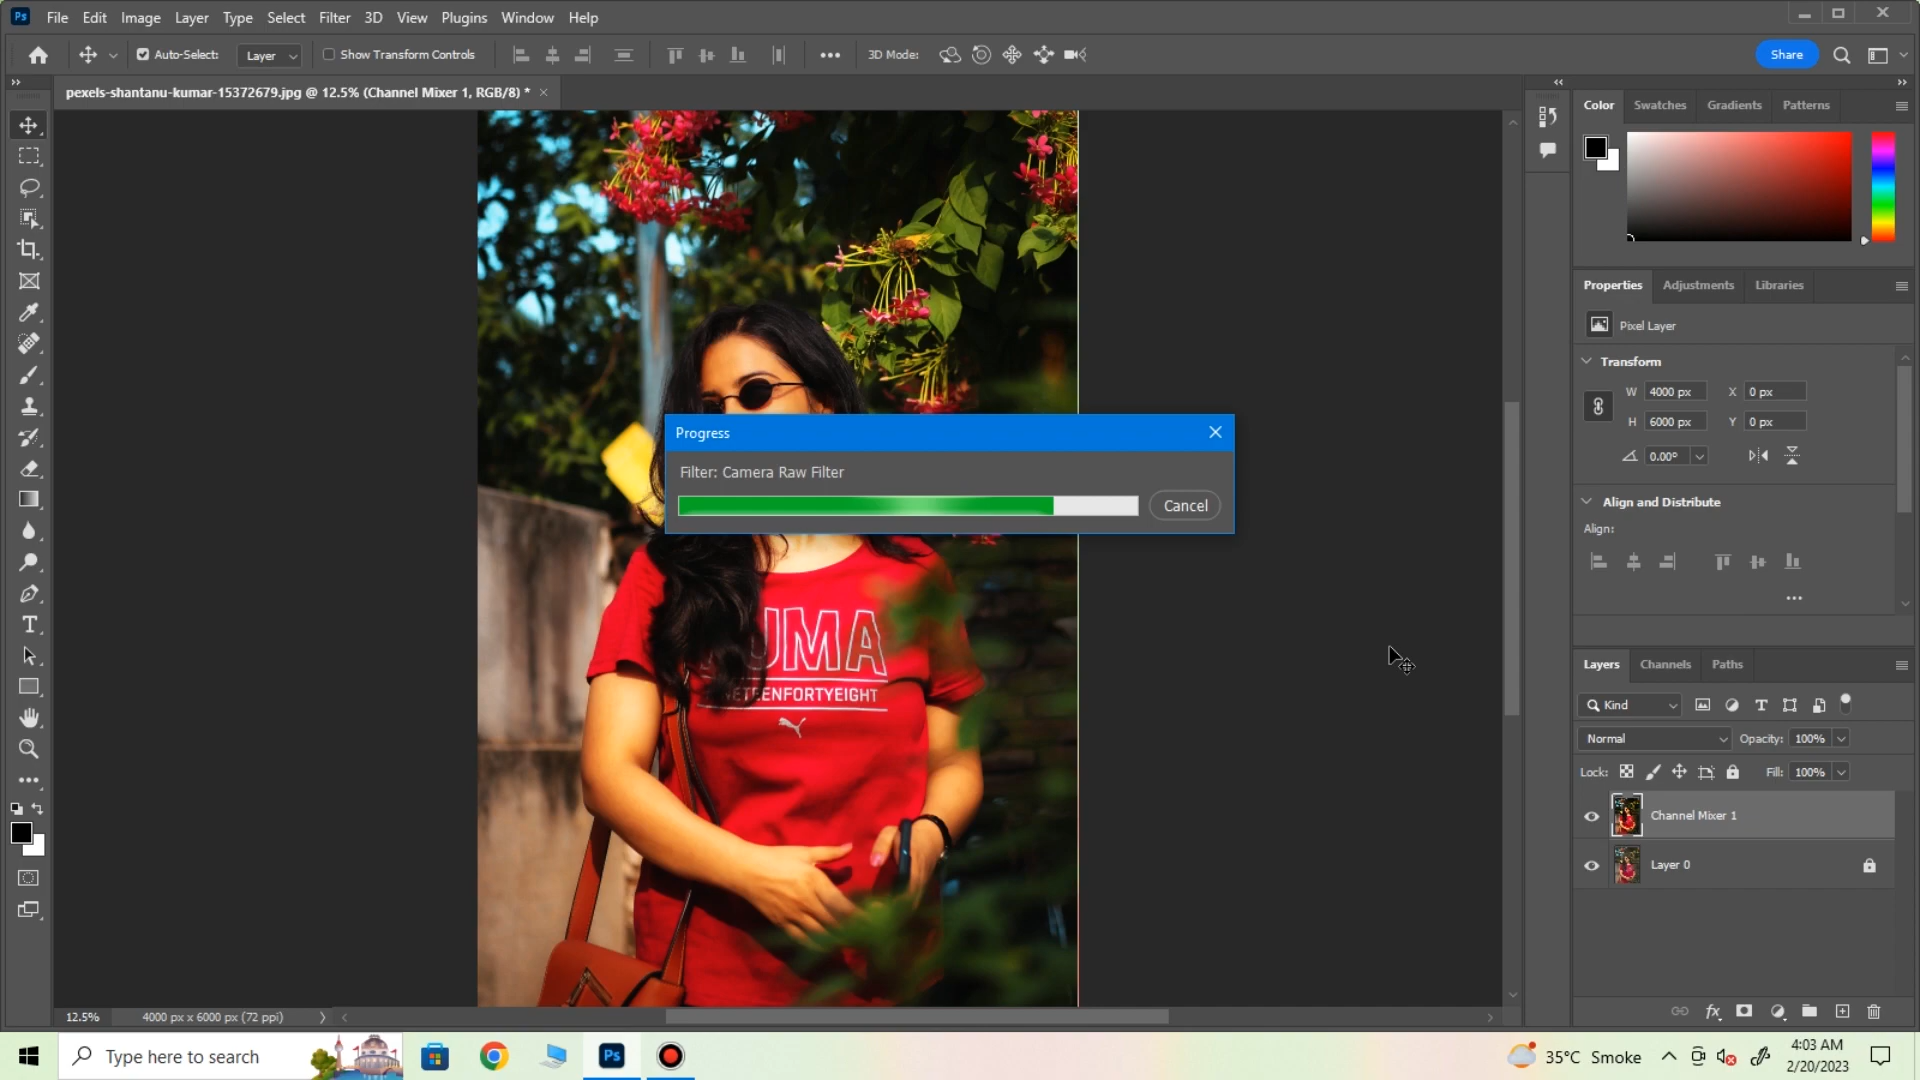 Ps File Edit Image Layer Type Select Filter 3D View Plugins Window Help
Auto-Select: Layer Show Transform Controls 3D Mode: Share
pexels-shantanu-kumar-15372679.jpg @ 12.5% (Channel Mixer 1, RGB/8) *
Color Swatches Gradients Patterns
Properties Adjustments Libraries
Pixel Layer
Transform
W 4000 px X 0 px
H 6000 px Y 0 px
0.00°
Align and Distribute
Align:
Progress
Filter: Camera Raw Filter
Cancel
UMA
ETEENFORTYEIGHT
Layers Channels Paths
Kind
Normal Opacity: 100%
Lock: Fill: 100%
Channel Mixer 1
Layer 0
fx
12.5% 4000 px x 6000 px (72 ppi)
Type here to search
Ps
35°C Smoke
4:03 AM
2/20/2023